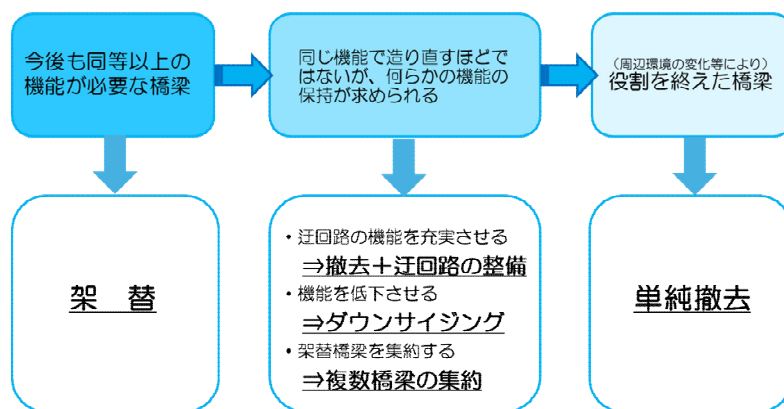 今後も同等以上の
機能が必要な橋梁
同じ機能で造り直すほどで
はないが、何らかの機能の
保持が求められる
（周辺環境の変化等により）
役割を終えた橋梁
架　替
・迂回路の機能を充実させる
⇒撤去＋迂回路の整備
・機能を低下させる
⇒ダウンサイジング
・架替橋梁を集約する
⇒複数橋梁の集約
単純撤去